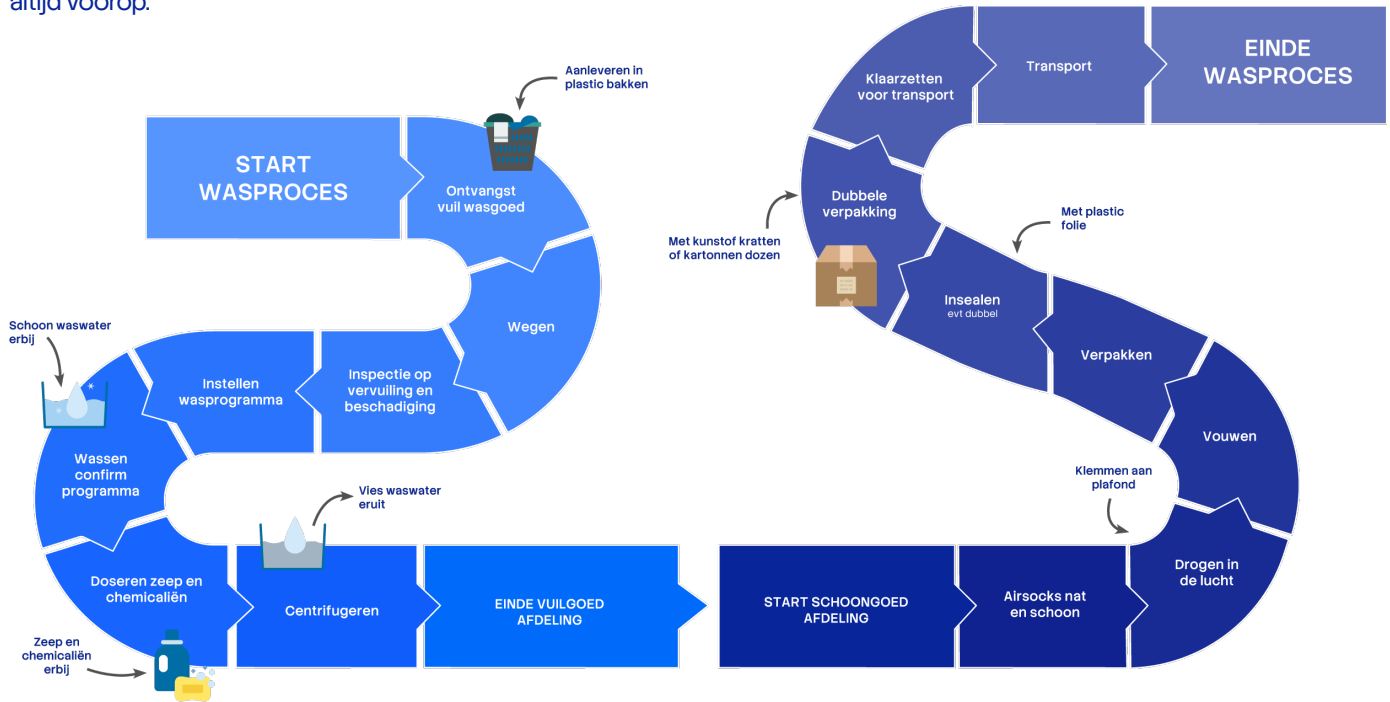 altijd voorop.
START
WASPROCES
Aanleveren in
plastic bakken
Ontvangst
vuil wasgoed
Wegen
Inspectie op
vervuiling en
beschadiging
Instellen
wasprogramma
Schoon waswater
erbij
Wassen
confirm
programma
Doseren zeep en
chemicaliën
Zeep en
chemicaliën
erbij
Centrifugeren
Vies waswater
eruit
EINDE VUILGOED
AFDELING
START SCHOONGOED
AFDELING
Airsocks nat
en schoon
Drogen in
de lucht
Klemmen aan
plafond
Vouwen
Verpakken
Insealen
evt dubbel
Met plastic
folie
Dubbele
verpakking
Met kunstof kratten
of kartonnen dozen
Klaarzetten
voor transport
Transport
EINDE
WASPROCES